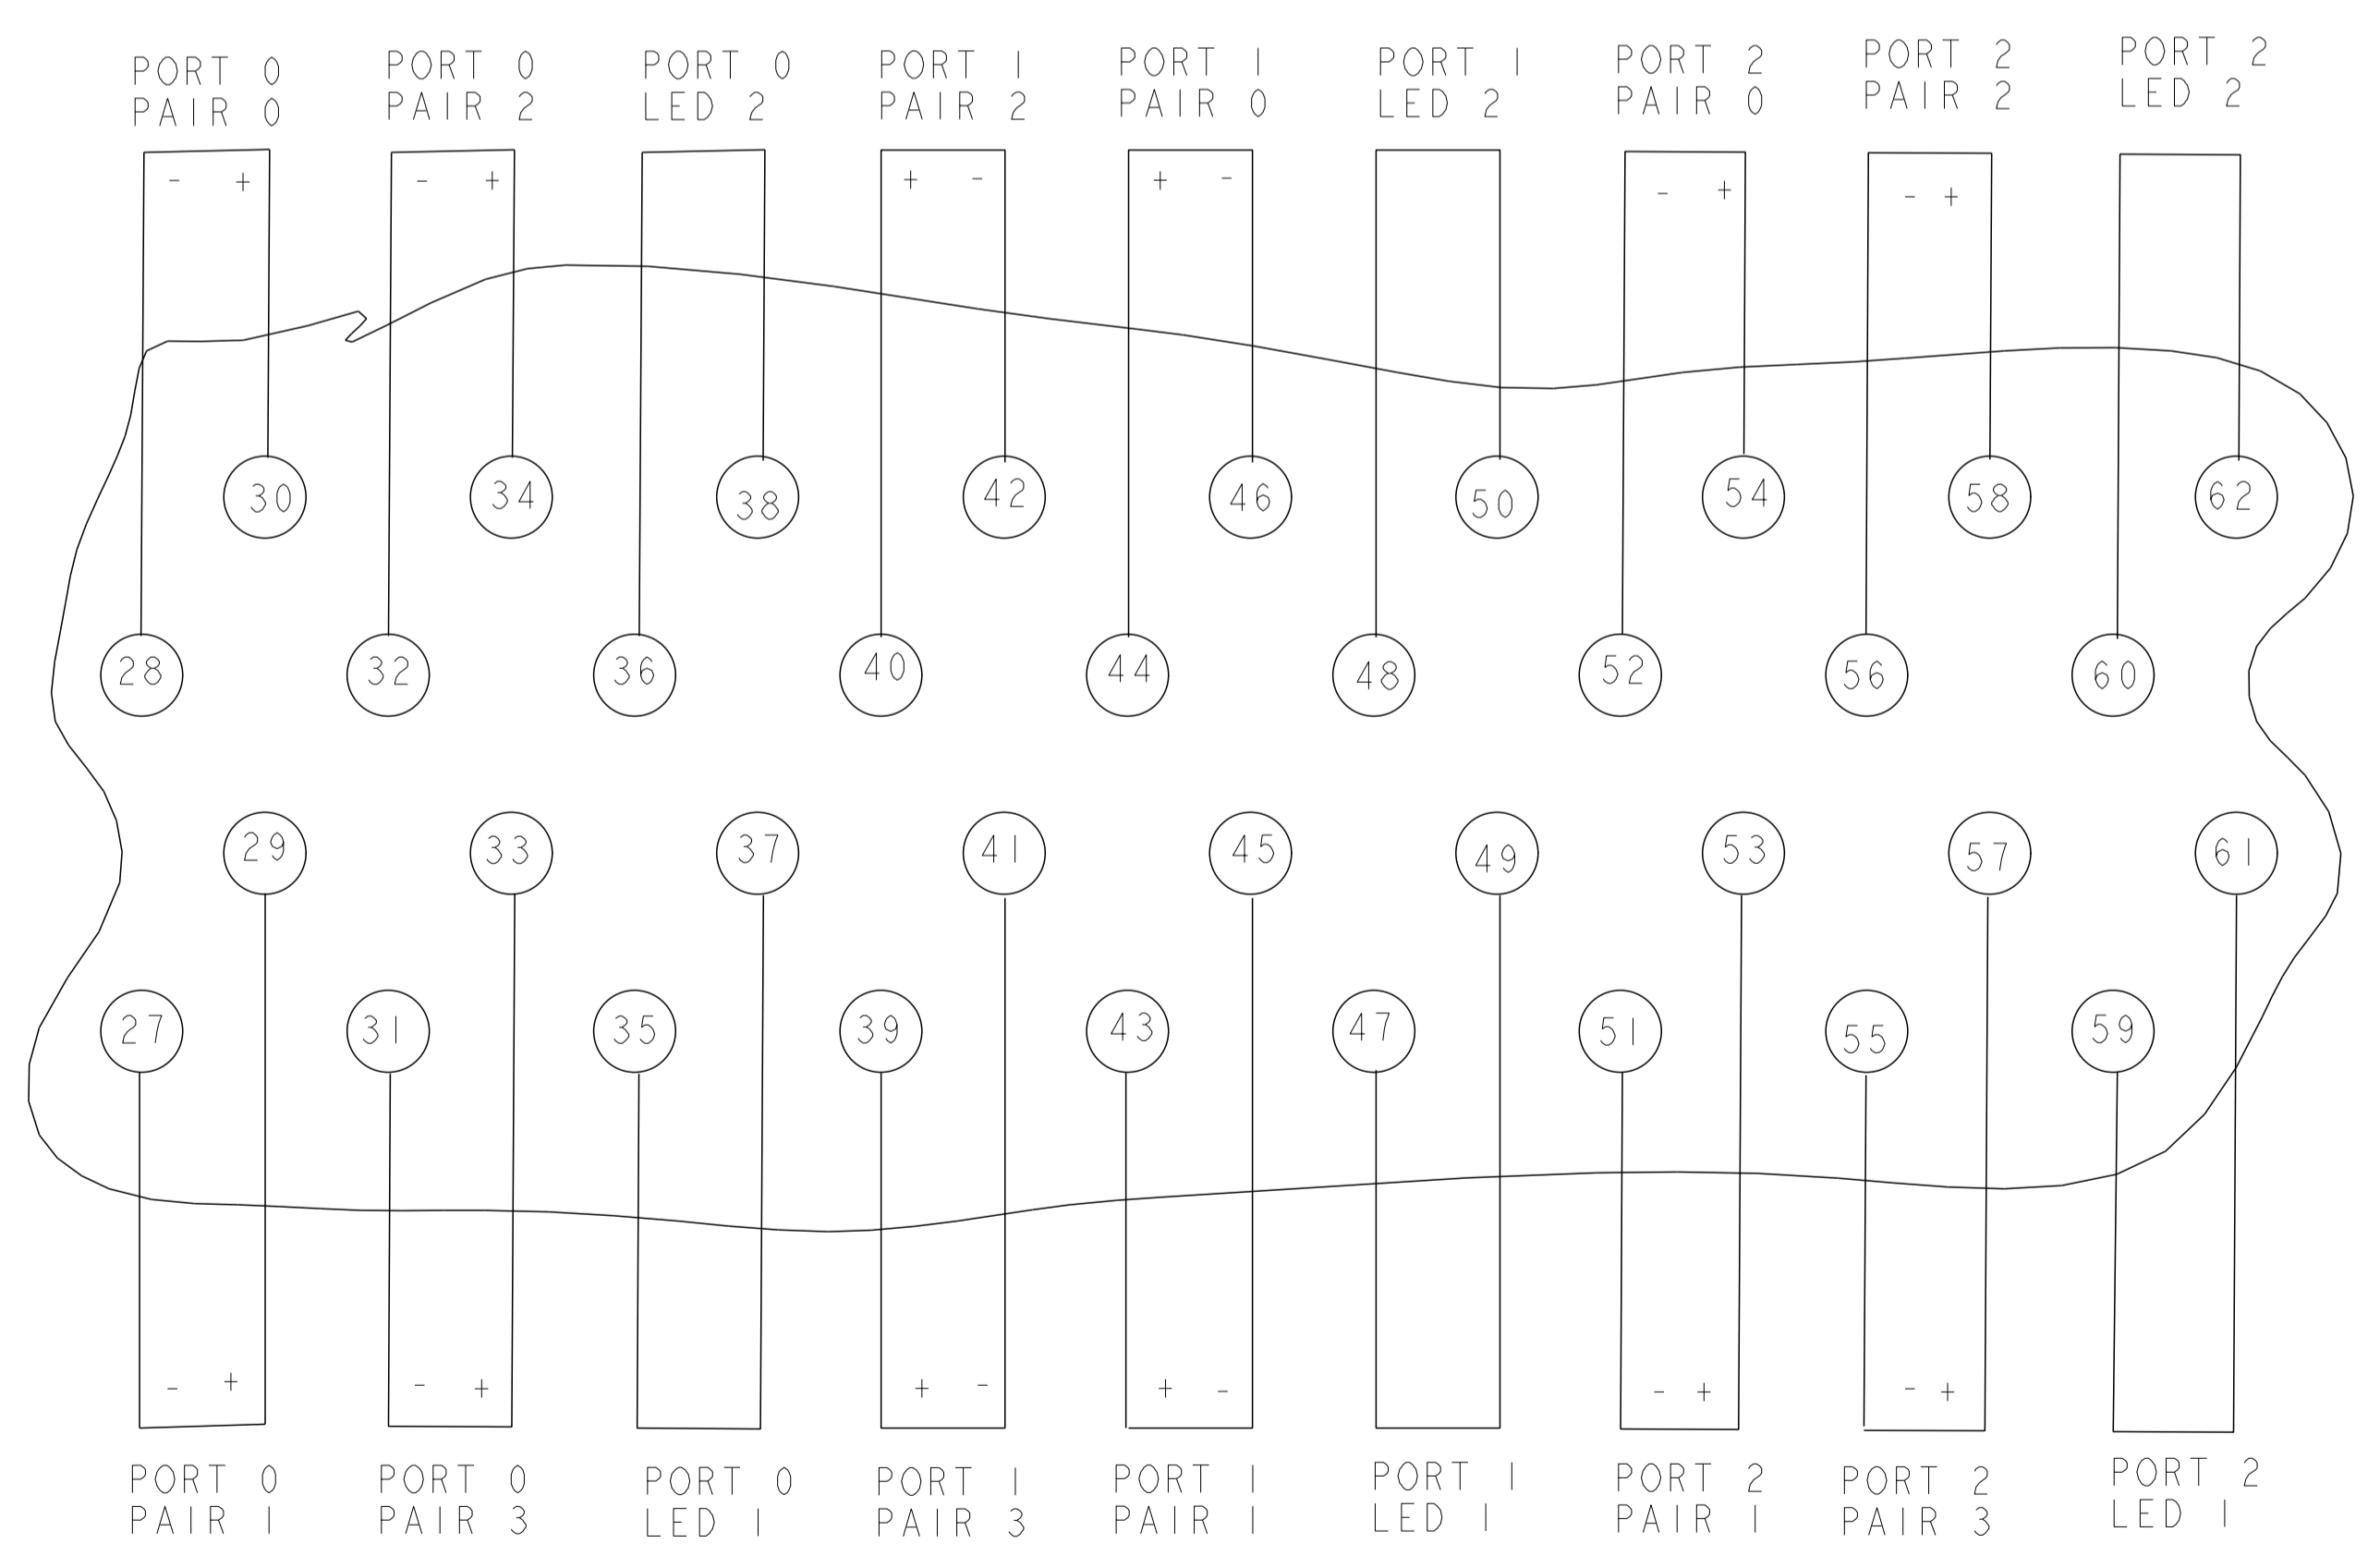 PORT 0
PAIR 0
PORT 0
PAIR 2
PORT 0
LED 2
PORT 1
PAIR 2
PORT 1
PAIR 0
PORT 1
LED 2
PORT 2
PAIR 0
PORT 2
PAIR 2
PORT 2
LED 2
- +
- +
+ -
+ -
- +
- +
30
34
38
42
46
50
54
58
62
28
32
36
40
44
48
52
56
60
29
33
37
41
45
49
53
57
61
27
31
35
39
43
47
51
55
59
- +
- +
+ -
+ -
- +
- +
PORT 0
PAIR 1
PORT 0
PAIR 3
PORT 0
LED 1
PORT 1
PAIR 3
PORT 1
PAIR 1
PORT 1
LED 1
PORT 2
PAIR 1
PORT 2
PAIR 3
PORT 2
LED 1